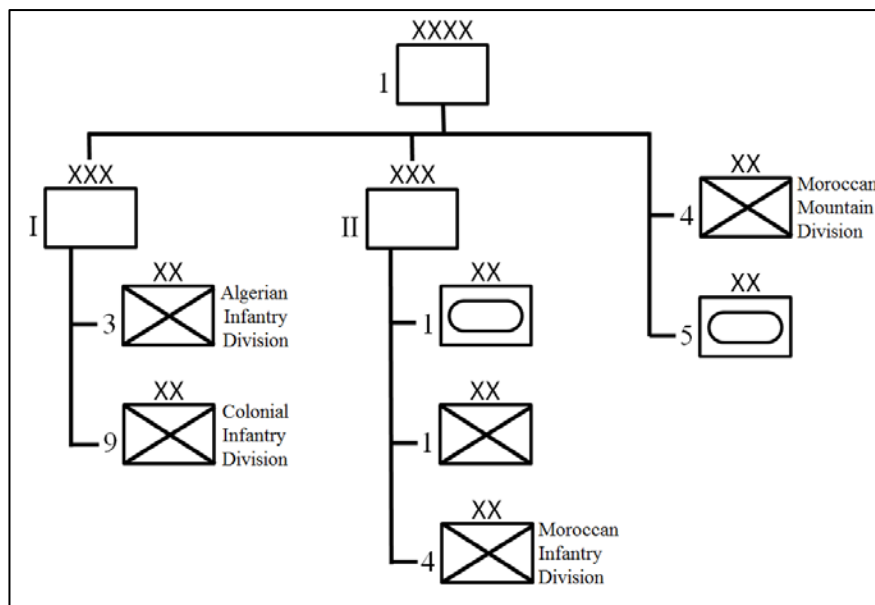 XXXX
1
XXX
I
XX
3
Algerian
Infantry
Division
XX
9
Colonial
Infantry
Division
XXX
II
XX
1
XX
1
XX
4
Moroccan
Infantry
Division
XX
4
Moroccan
Mountain
Division
XX
5